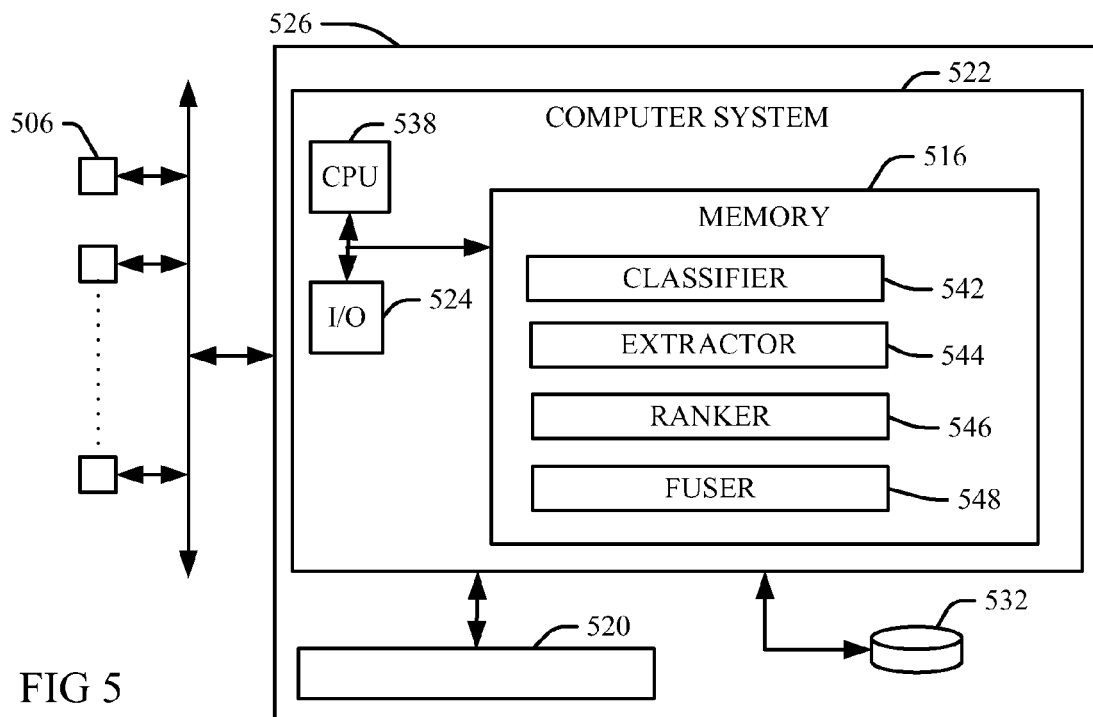 526
522
COMPUTER SYSTEM
506
538
CPU
516
MEMORY
CLASSIFIER
542
I/O
524
EXTRACTOR
544
RANKER
546
FUSER
548
532
520
FIG 5